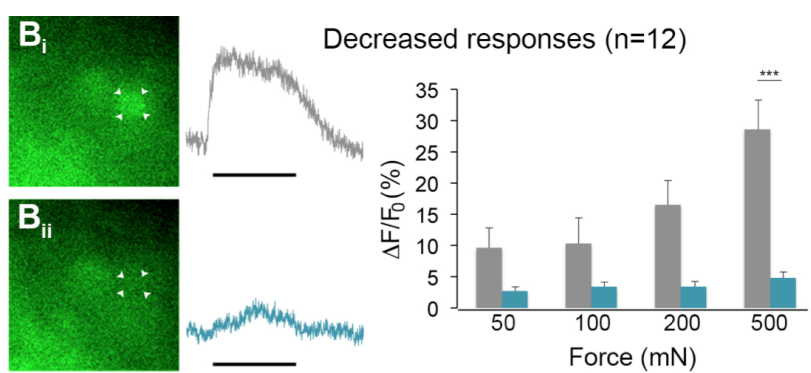 Bi
Decreased responses (n=12)
***
35
30
25
20
15
10
5
0
ΔF/F0 (%)
50 100 200 500
Force (mN)
Bii